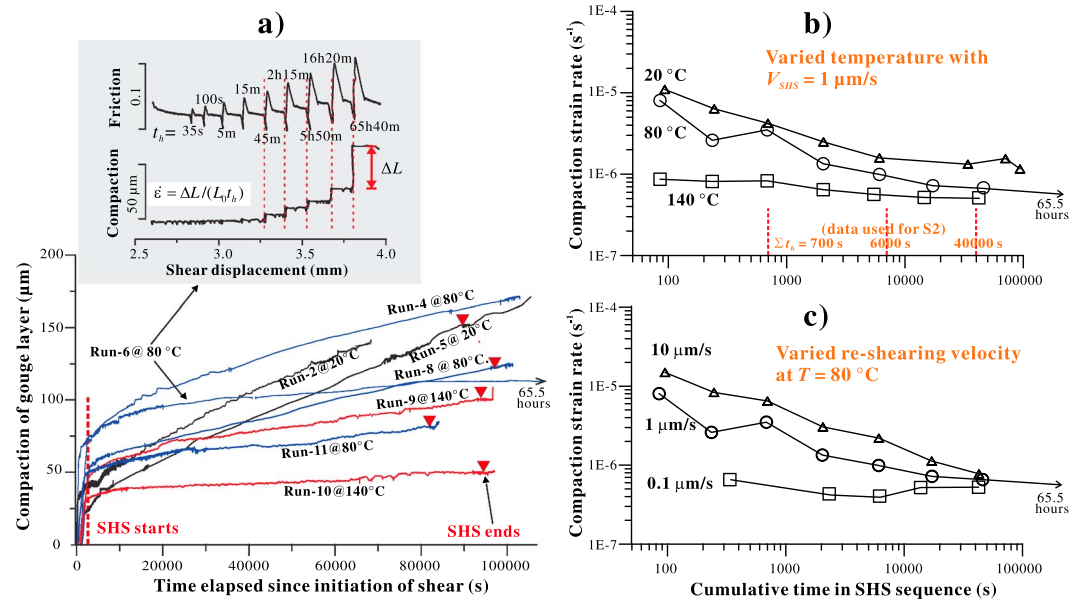 a)
Friction
0.1
t_h=
35s
100s
5m
15m
45m
2h15m
5h50m
16h20m
65h40m
Compaction
50 µm
ε̇ = ΔL/(L₀t_h)
ΔL
2.5
3.0
3.5
4.0
Shear displacement (mm)
Compaction of gouge layer (µm)
200
150
100
50
0
Run-4 @80°C
Run-5@ 20°C
Run-6@ 80 °C
Run-2@20°C
Run-8 @ 80°C
65.5
hours
Run-9@140°C
Run-11@80°C
Run-10@140°C
SHS starts
SHS ends
0
20000
40000
60000
80000
100000
Time elapsed since initiation of shear (s)
b)
Compaction strain rate (s⁻¹)
1E-4
1E-5
1E-6
1E-7
Varied temperature with
V_SHS = 1 µm/s
20 °C
80 °C
140 °C
65.5
hours
(data used for S2)
Σt_h = 700 s
6000 s
40000 s
100
1000
10000
100000
c)
Compaction strain rate (s⁻¹)
1E-4
1E-5
1E-6
1E-7
Varied re-shearing velocity
at T = 80 °C
10 µm/s
1 µm/s
0.1 µm/s
65.5
hours
100
1000
10000
100000
Cumulative time in SHS sequence (s)